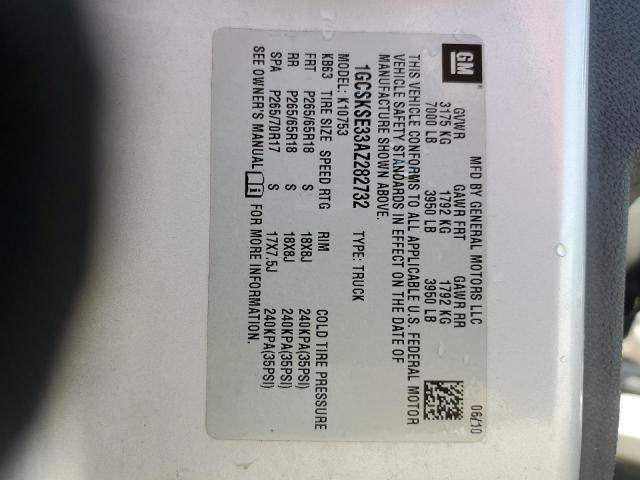 GM
MFD BY GENERAL MOTORS LLC 06/10
GVWR GAWR FRT GAWR RR
3175 KG 1792 KG 1792 KG
7000 LB 3950 LB 3950 LB
THIS VEHICLE CONFORMS TO ALL APPLICABLE U.S. FEDERAL MOTOR
VEHICLE SAFETY STANDARDS IN EFFECT ON THE DATE OF
MANUFACTURE SHOWN ABOVE.
1GCSKSE33AZ282732 TYPE: TRUCK
MODEL: K10753
KB63 TIRE SIZE SPEED RTG RIM COLD TIRE PRESSURE
FRT P265/65R18 S 18X8J 240KPA(35PSI)
RR P265/65R18 S 18X8J 240KPA(35PSI)
SPA P265/70R17 S 17X7.5J 240KPA(35PSI)
SEE OWNER'S MANUAL FOR MORE INFORMATION.